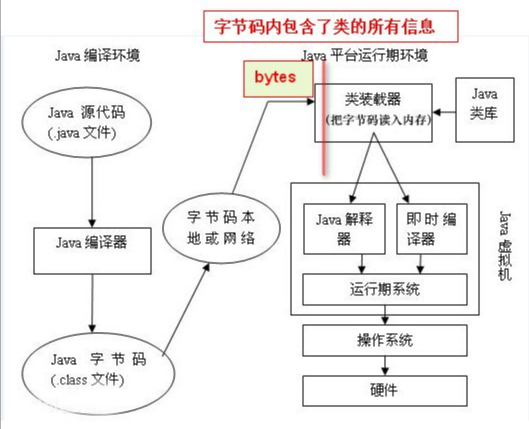 字节码内包含了类的所有信息
Java 编译环境
Java 平台运行期环境
bytes
Java 源代码
(.java 文件)
类装载器
(把字节码读入内存)
Java
类库
字节码本
地或网络
Java 编译器
Java 解释
器
即时编
译器
Java 虚拟机
运行期系统
Java 字节码
(.class 文件)
操作系统
硬件